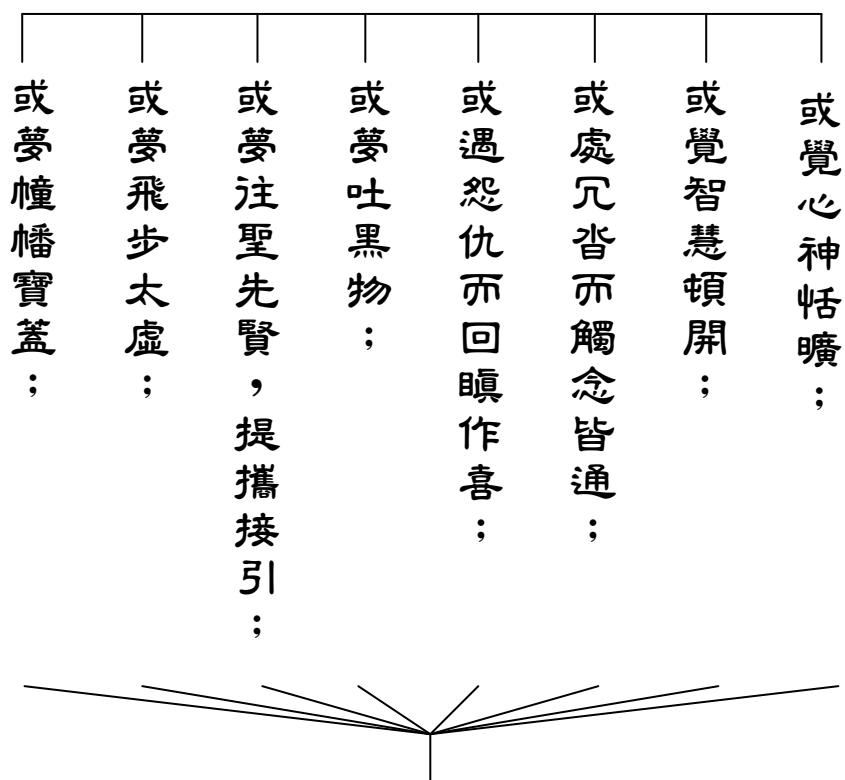 或覺心神恬曠；
或覺智慧頓開；
或處冗沓而觸念皆通；
或遇怨仇而回瞋作喜；
或夢吐黑物；
或夢往聖先賢，提攜接引；
或夢飛步太虛；
或夢幢幡寶蓋；